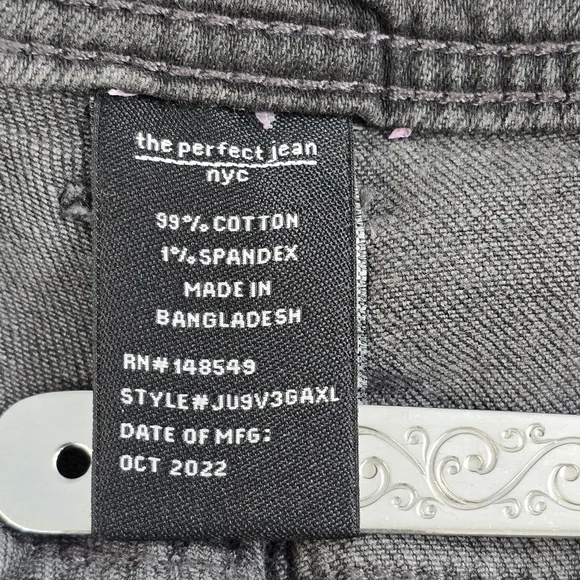 the perfect jean
nyc
99% COTTON
1% SPANDEX
MADE IN
BANGLADESH
RN# 148549
STYLE# JU9V3GAXL
DATE OF MFG:
OCT 2022